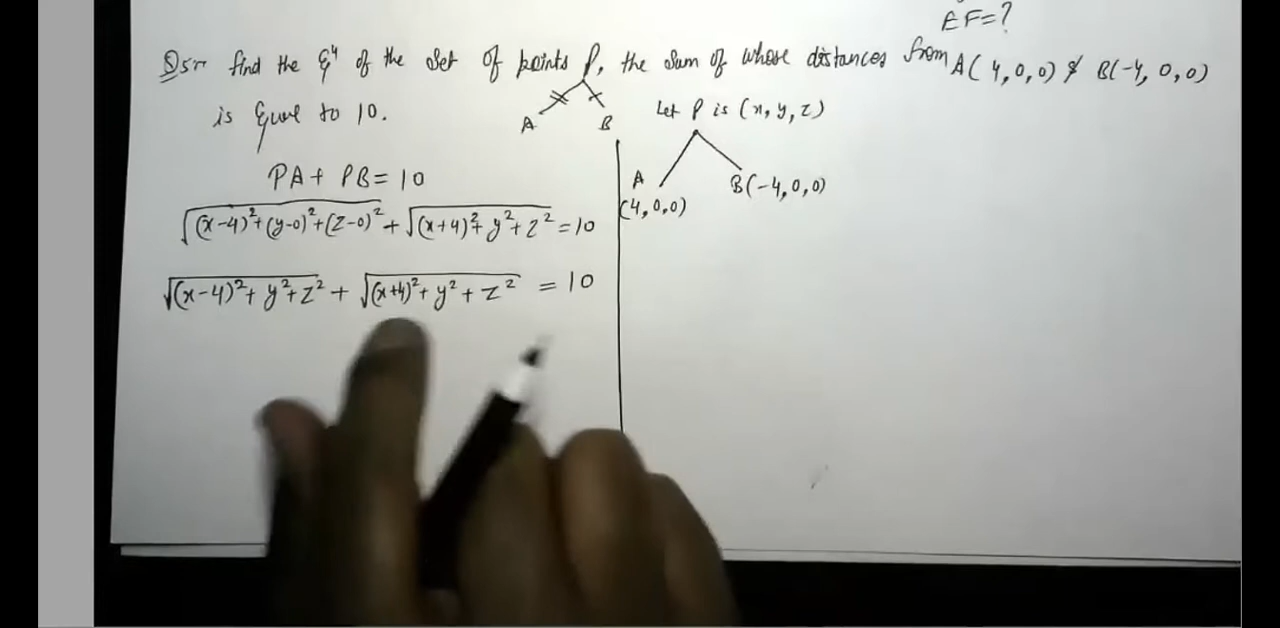 EF=?
Q5:- find the Eqⁿ of the set of points P, the sum of whose distances from A(4,0,0) & B(-4,0,0)
is Equal to 10.
A B
Let P is (x, y, z)
PA + PB = 10
A
(4,0,0)
B(-4,0,0)
√(x-4)²+(y-0)²+(z-0)² + √(x+4)²+y²+z² = 10
√(x-4)²+y²+z² + √(x+4)²+y²+z² = 10